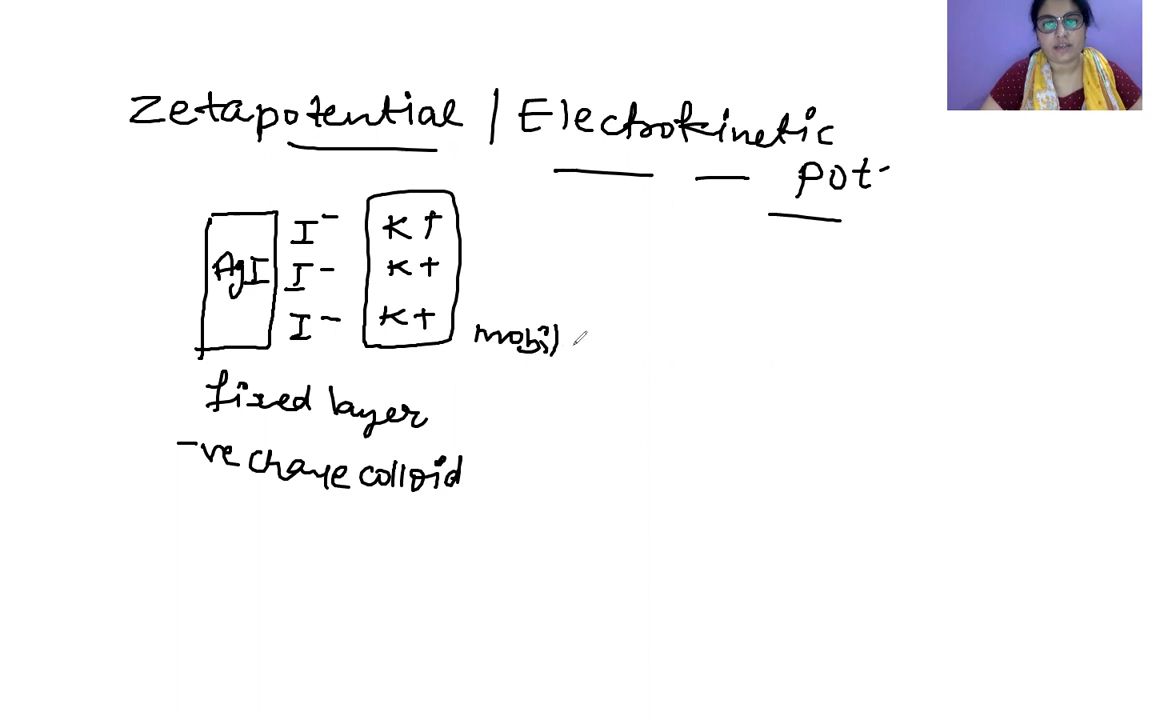 Zetapotential | Electrokinetic
pot.
AgI I⁻ K+
I⁻ K+
I⁻ K+
mobil
fixed layer
-ve charge colloid